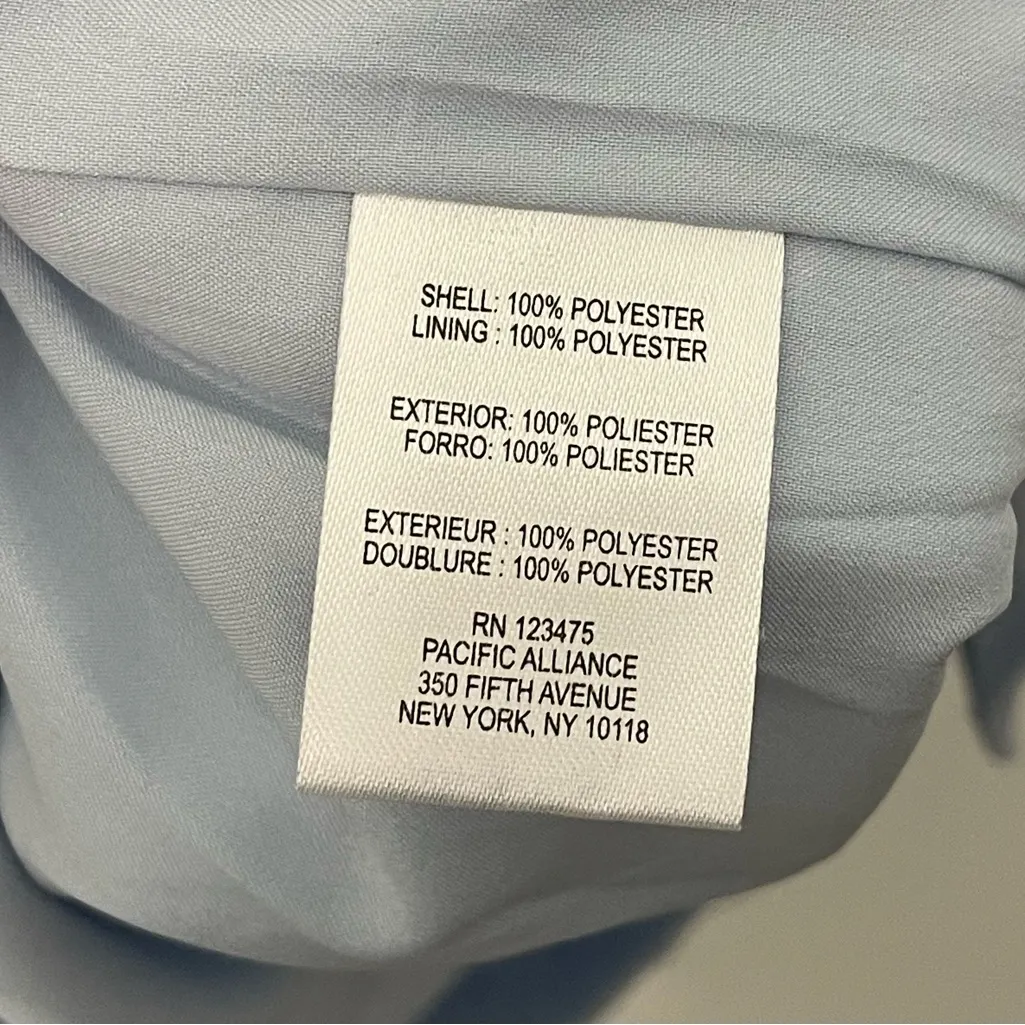 SHELL: 100% POLYESTER
LINING : 100% POLYESTER
EXTERIOR: 100% POLIESTER
FORRO: 100% POLIESTER
EXTERIEUR : 100% POLYESTER
DOUBLURE : 100% POLYESTER
RN 123475
PACIFIC ALLIANCE
350 FIFTH AVENUE
NEW YORK, NY 10118